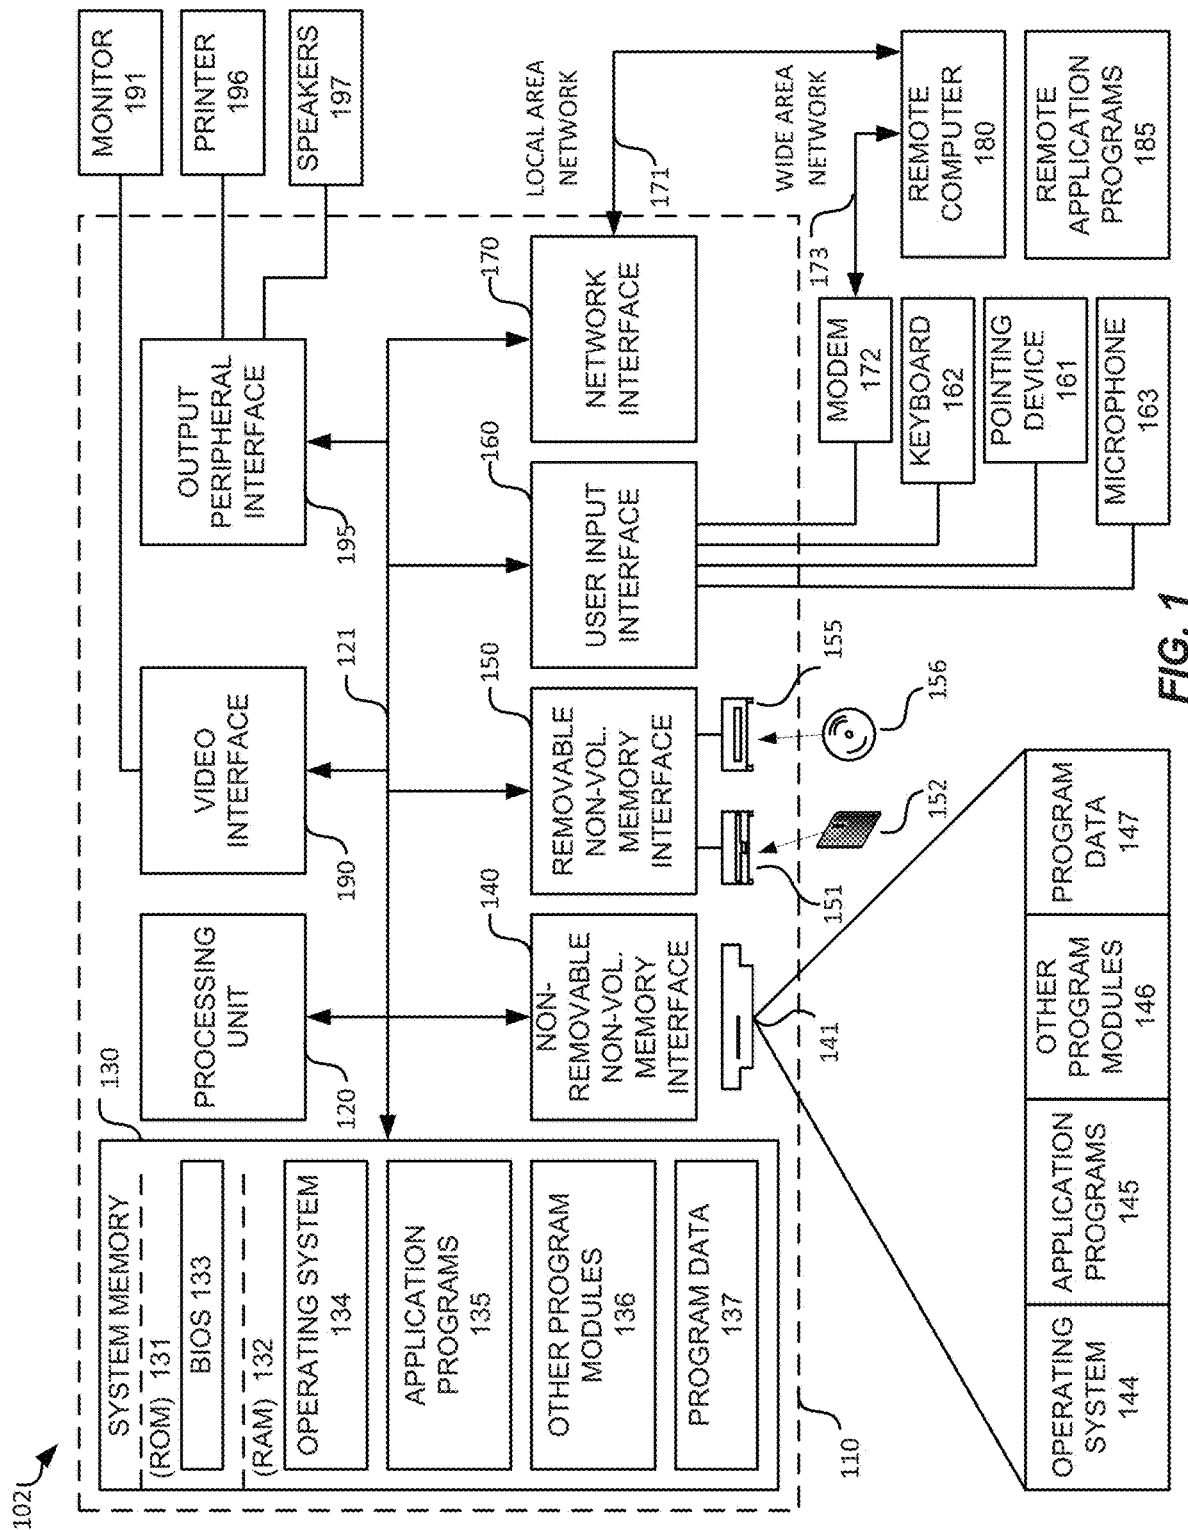 102
SYSTEM MEMORY
(ROM) 131
BIOS 133
(RAM) 132
OPERATING SYSTEM
134
APPLICATION
PROGRAMS
135
OTHER PROGRAM
MODULES
136
PROGRAM DATA
137
130
110
PROCESSING
UNIT
120
VIDEO
INTERFACE
190
121
OUTPUT
PERIPHERAL
INTERFACE
195
MONITOR
191
PRINTER
196
SPEAKERS
197
NON-
REMOVABLE
NON-VOL.
MEMORY
INTERFACE
140
REMOVABLE
NON-VOL.
MEMORY
INTERFACE
150
USER INPUT
INTERFACE
160
NETWORK
INTERFACE
170
LOCAL AREA
NETWORK
171
WIDE AREA
NETWORK
173
141
151
152
155
156
MODEM
172
KEYBOARD
162
POINTING
DEVICE
161
MICROPHONE
163
REMOTE
COMPUTER
180
REMOTE
APPLICATION
PROGRAMS
185
OPERATING
SYSTEM
144
APPLICATION
PROGRAMS
145
OTHER
PROGRAM
MODULES
146
PROGRAM
DATA
147
FIG. 1